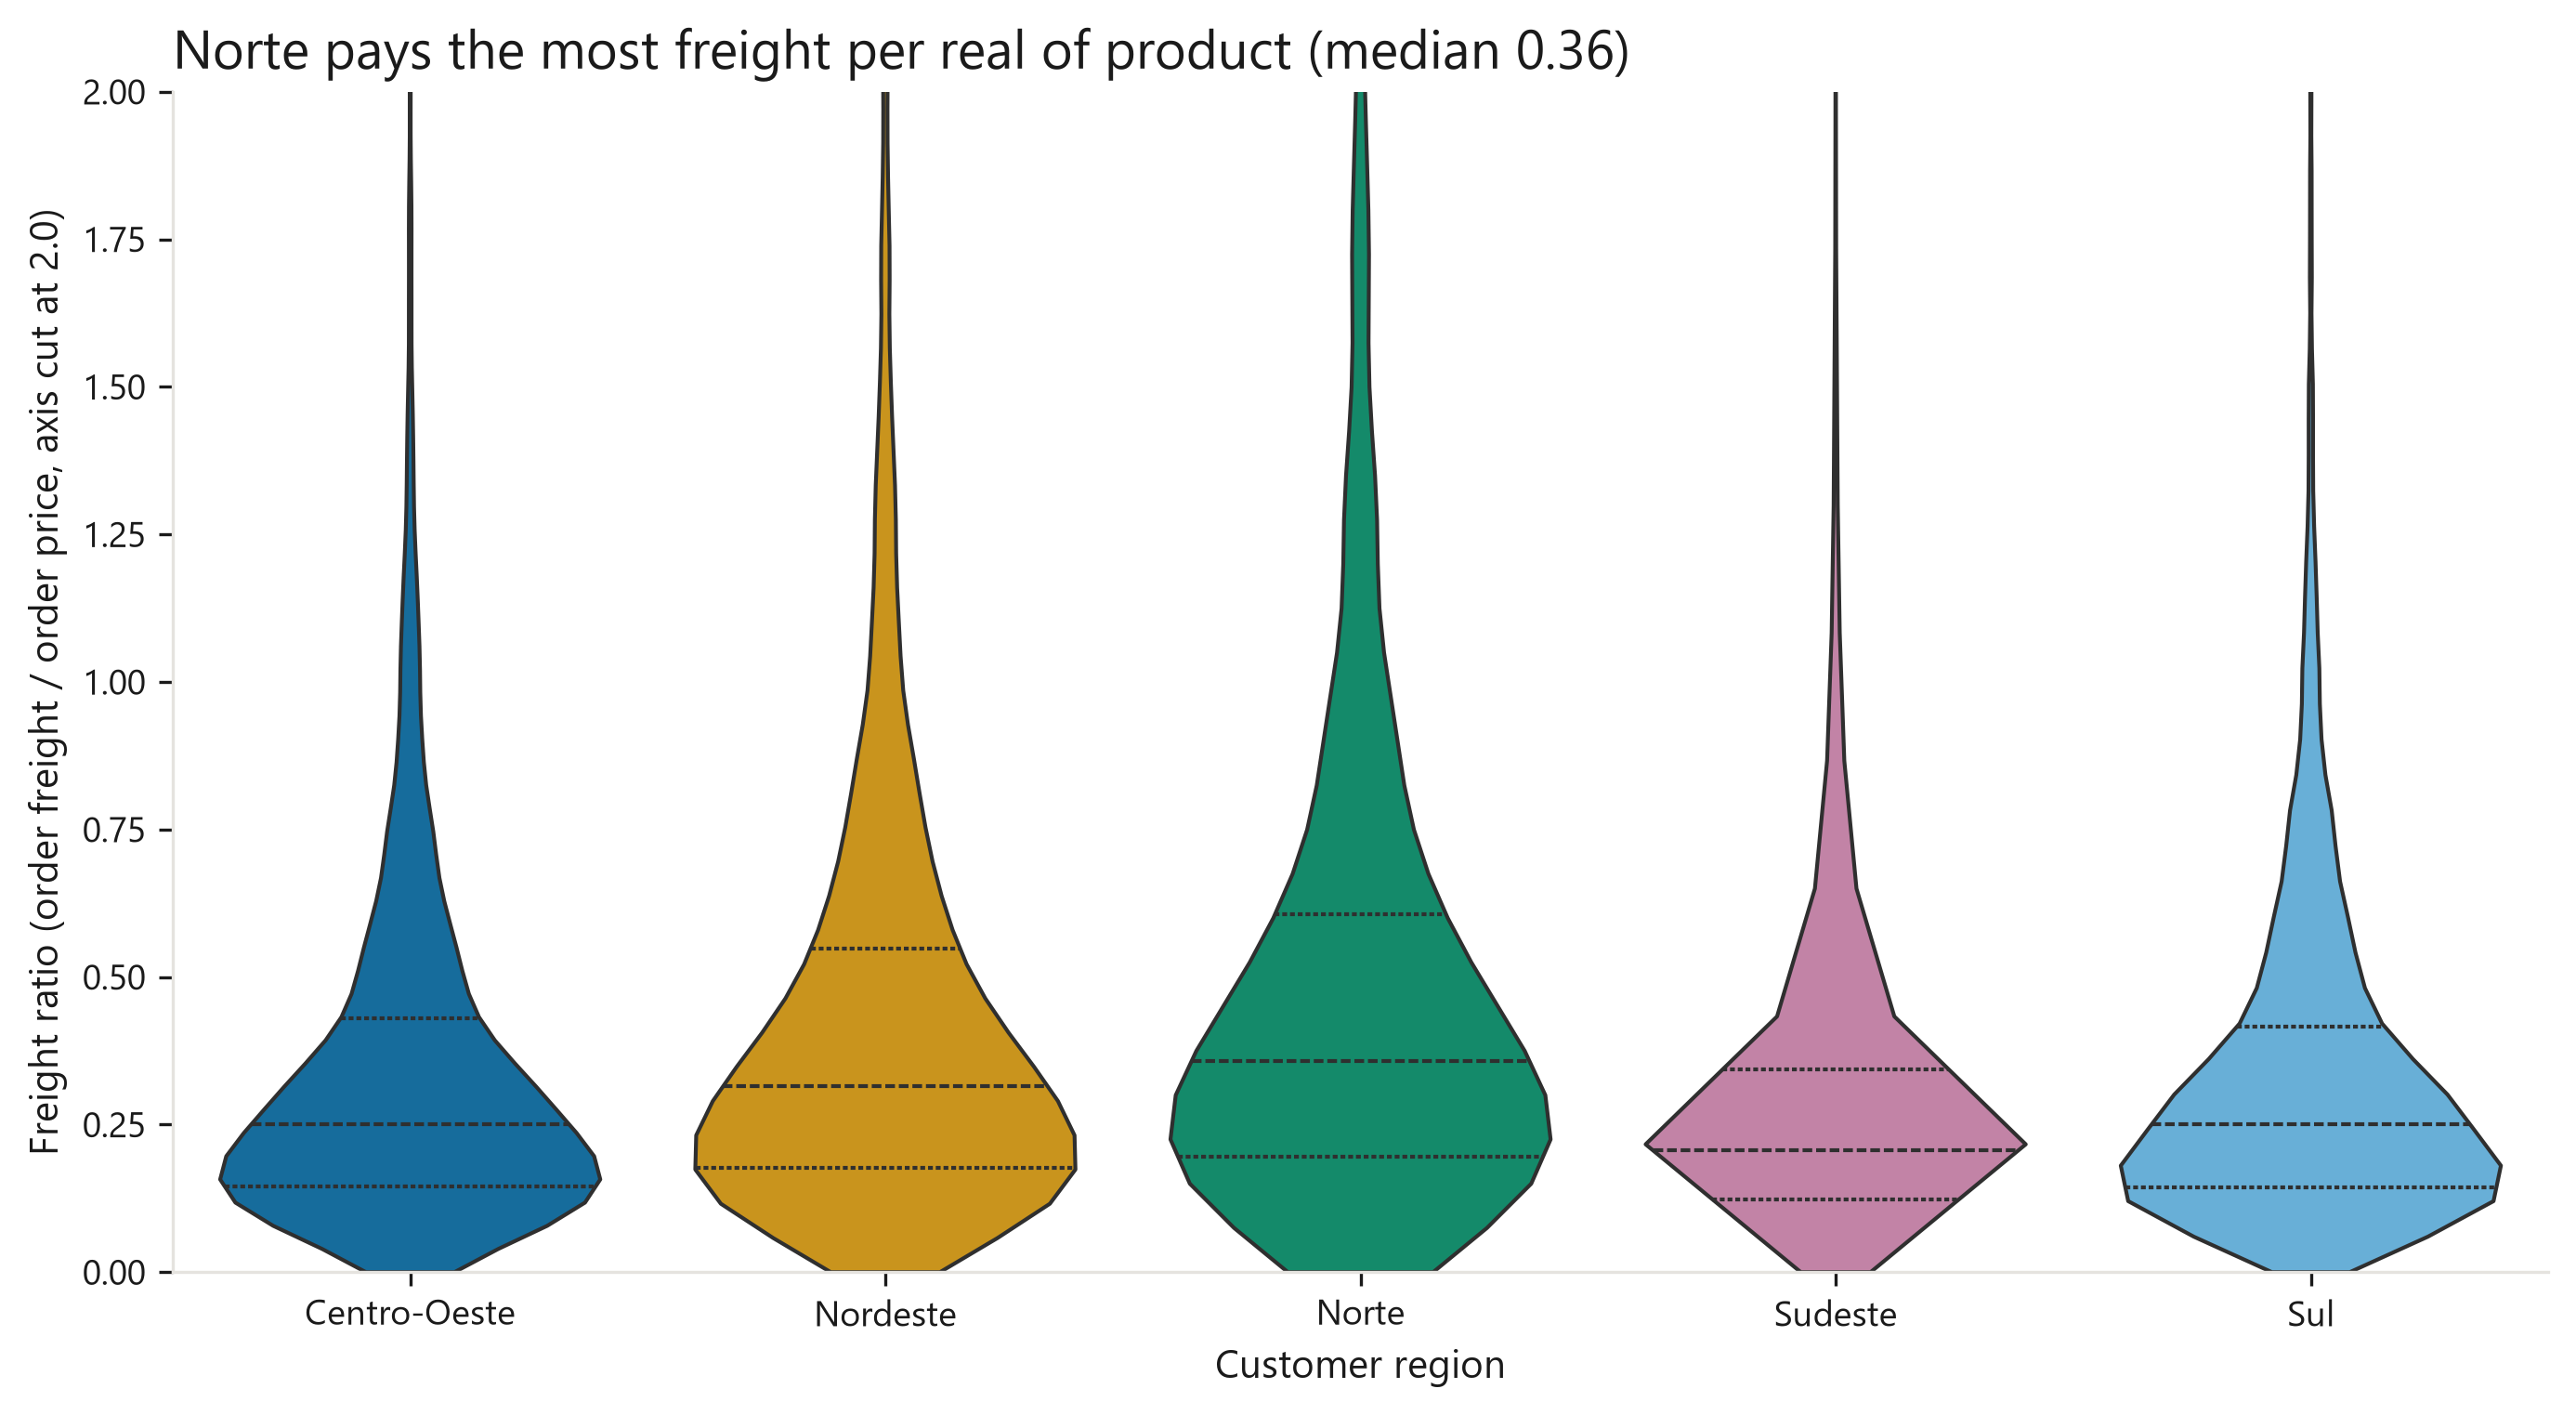 Norte pays the most freight per real of product (median 0.36)
Freight ratio (order freight / order price, axis cut at 2.0)
2.00
1.75
1.50
1.25
1.00
0.75
0.50
0.25
0.00
Centro-Oeste
Nordeste
Norte
Sudeste
Sul
Customer region